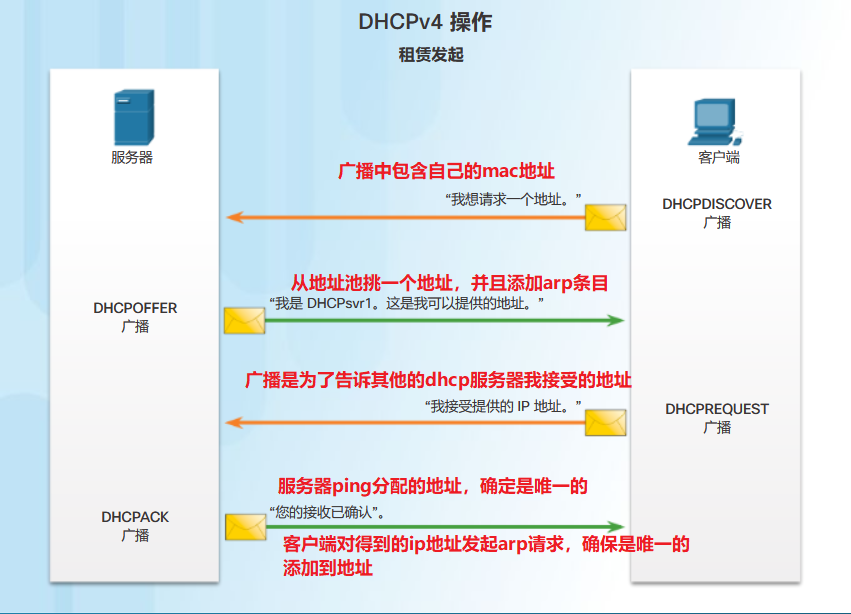 DHCPv4 操作
租赁发起
服务器
客户端
广播中包含自己的mac地址
“我想请求一个地址。”
DHCPDISCOVER
广播
从地址池挑一个地址，并且添加arp条目
“我是 DHCPsvr1。这是我可以提供的地址。”
DHCPOFFER
广播
广播是为了告诉其他的dhcp服务器我接受的地址
“我接受提供的 IP 地址。”
DHCPREQUEST
广播
服务器ping分配的地址，确定是唯一的
“您的接收已确认”。
DHCPACK
广播
客户端对得到的ip地址发起arp请求，确保是唯一的
添加到地址